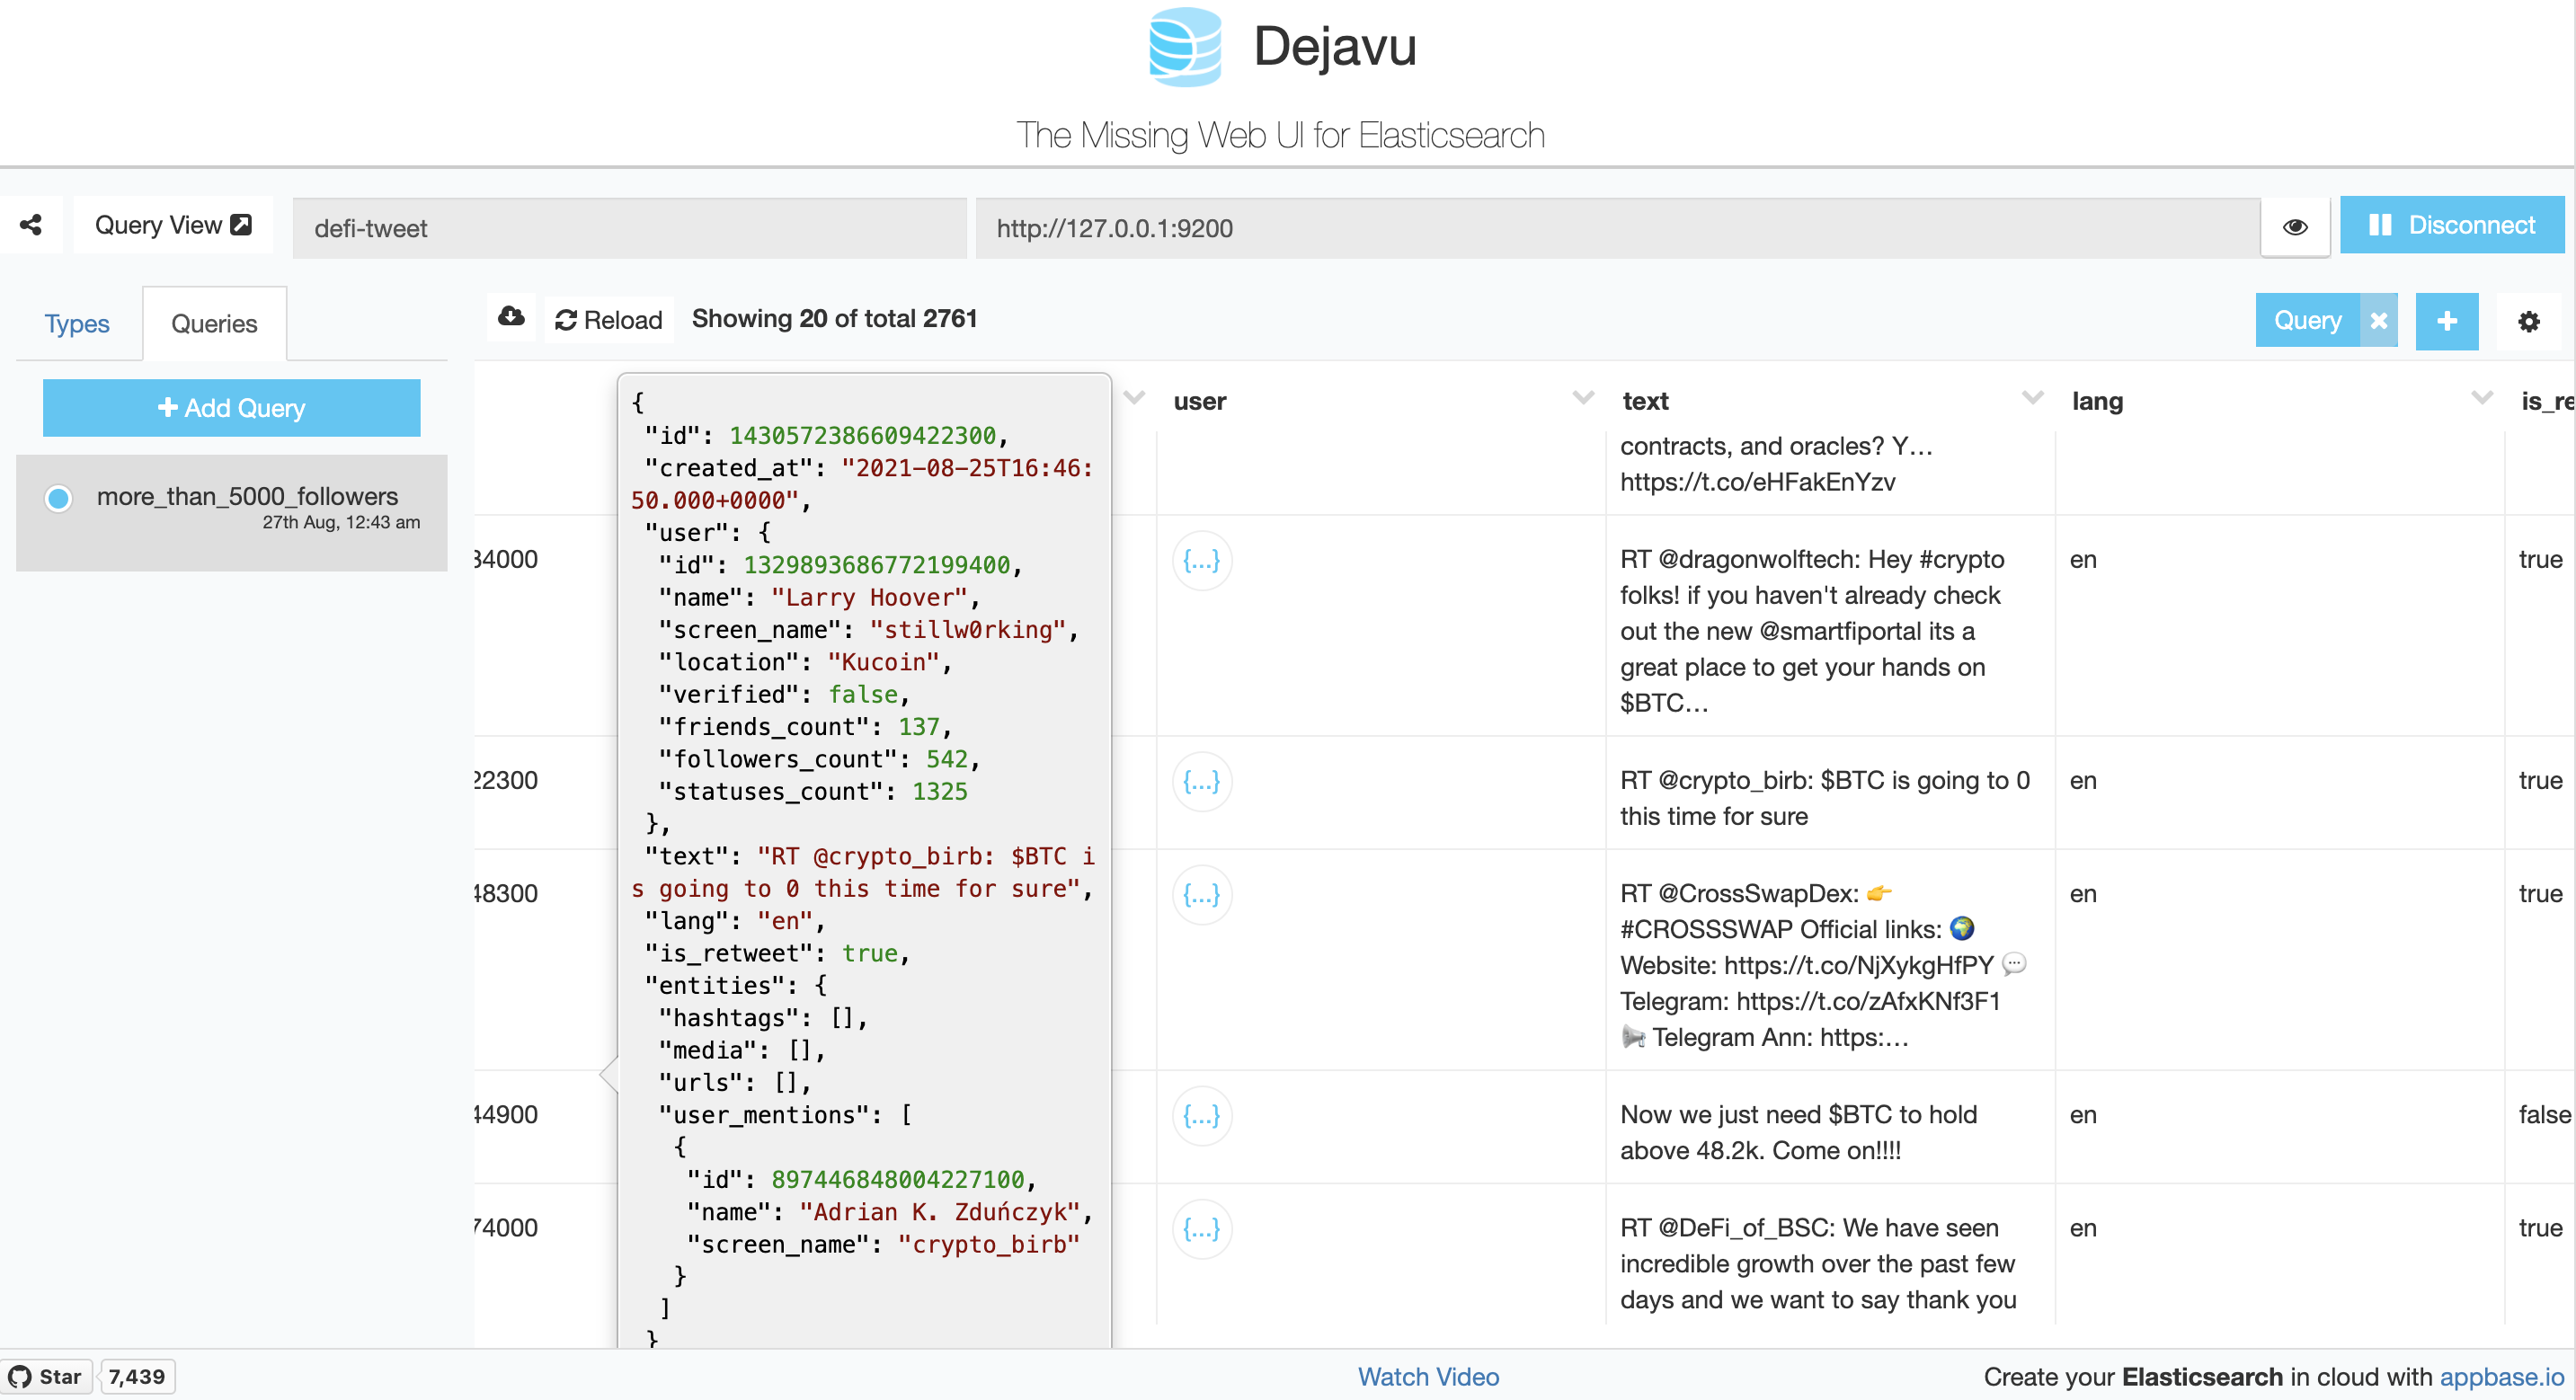 Dejavu
The Missing Web UI for Elasticsearch
Query View
defi-tweet
http://127.0.0.1:9200
Disconnect
Types
Queries
Reload
Showing 20 of total 2761
Query
Add Query
more_than_5000_followers
27th Aug, 12:43 am
{
"id": 1430572386609422300,
"created_at": "2021-08-25T16:46:
50.000+0000",
"user": {
"id": 1329893686772199400,
"name": "Larry Hoover",
"screen_name": "stillw0rking",
"location": "Kucoin",
"verified": false,
"friends_count": 137,
"followers_count": 542,
"statuses_count": 1325
},
"text": "RT @crypto_birb: $BTC i
s going to 0 this time for sure",
"lang": "en",
"is_retweet": true,
"entities": {
"hashtags": [],
"media": [],
"urls": [],
"user_mentions": [
{
"id": 897446848004227100,
"name": "Adrian K. Zduńczyk",
"screen_name": "crypto_birb"
}
]
}
user
text
lang
is_re
contracts, and oracles? Y…
https://t.co/eHFakEnYzv
34000
{...}
RT @dragonwolftech: Hey #crypto
folks! if you haven't already check
out the new @smartfiportal its a
great place to get your hands on
$BTC…
en
true
22300
{...}
RT @crypto_birb: $BTC is going to 0
this time for sure
en
true
48300
{...}
RT @CrossSwapDex: 👉
#CROSSSWAP Official links: 🌍
Website: https://t.co/NjXykgHfPY 💬
Telegram: https://t.co/zAfxKNf3F1
📢 Telegram Ann: https:…
en
true
44900
{...}
Now we just need $BTC to hold
above 48.2k. Come on!!!!
en
false
74000
{...}
RT @DeFi_of_BSC: We have seen
incredible growth over the past few
days and we want to say thank you
en
true
Star
7,439
Watch Video
Create your Elasticsearch in cloud with appbase.io